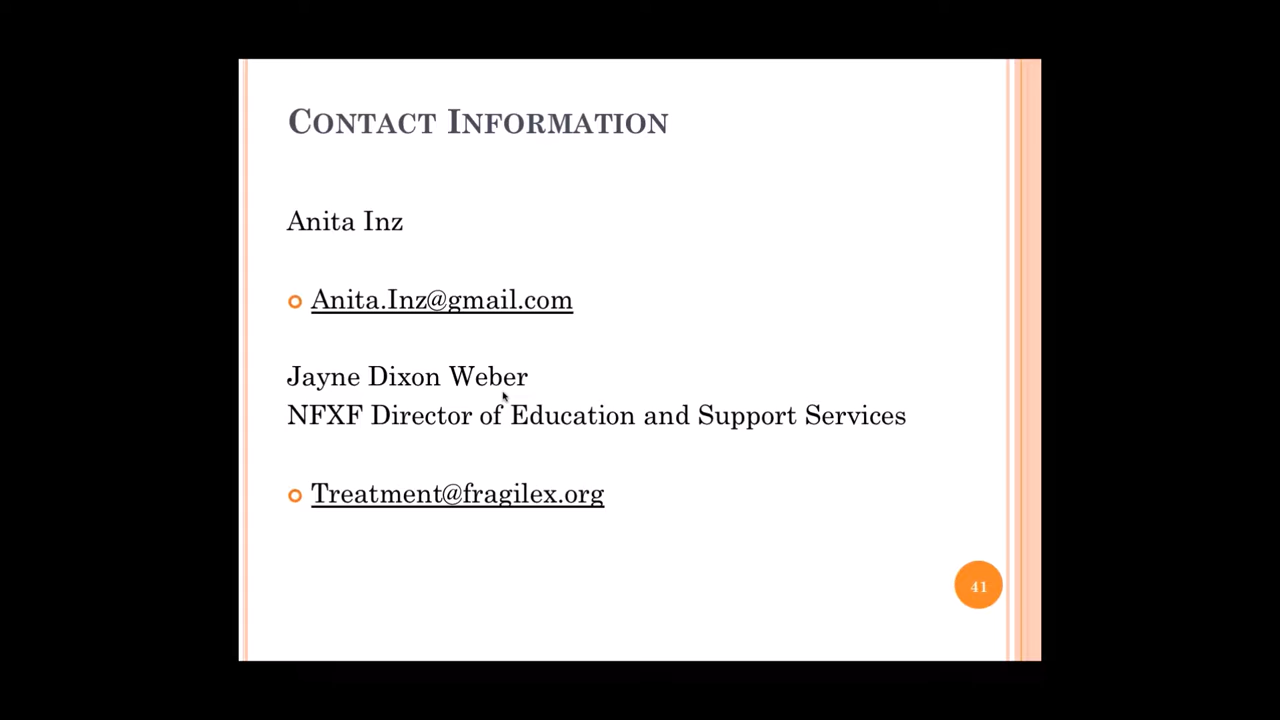 CONTACT INFORMATION
Anita Inz
Anita.Inz@gmail.com
Jayne Dixon Weber
NFXF Director of Education and Support Services
Treatment@fragilex.org
41